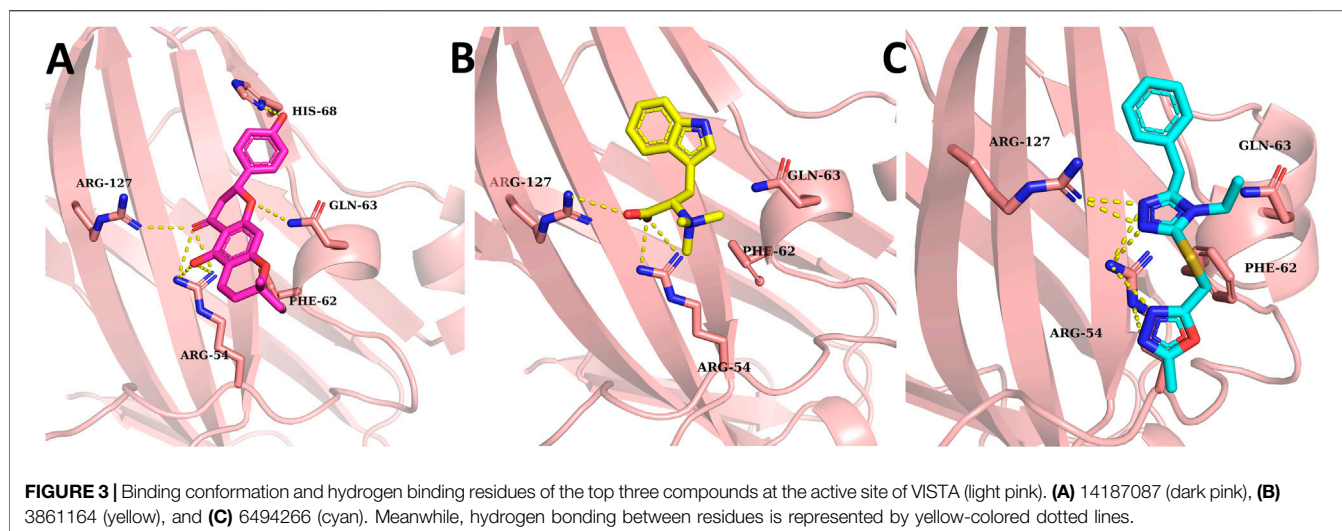 A
HIS-68
ARG-127
GLN-63
PHE-62
ARG-54
B
ARG-127
GLN-63
PHE-62
ARG-54
C
ARG-127
GLN-63
PHE-62
ARG-54
FIGURE 3 | Binding conformation and hydrogen binding residues of the top three compounds at the active site of VISTA (light pink). (A) 14187087 (dark pink), (B)
3861164 (yellow), and (C) 6494266 (cyan). Meanwhile, hydrogen bonding between residues is represented by yellow-colored dotted lines.